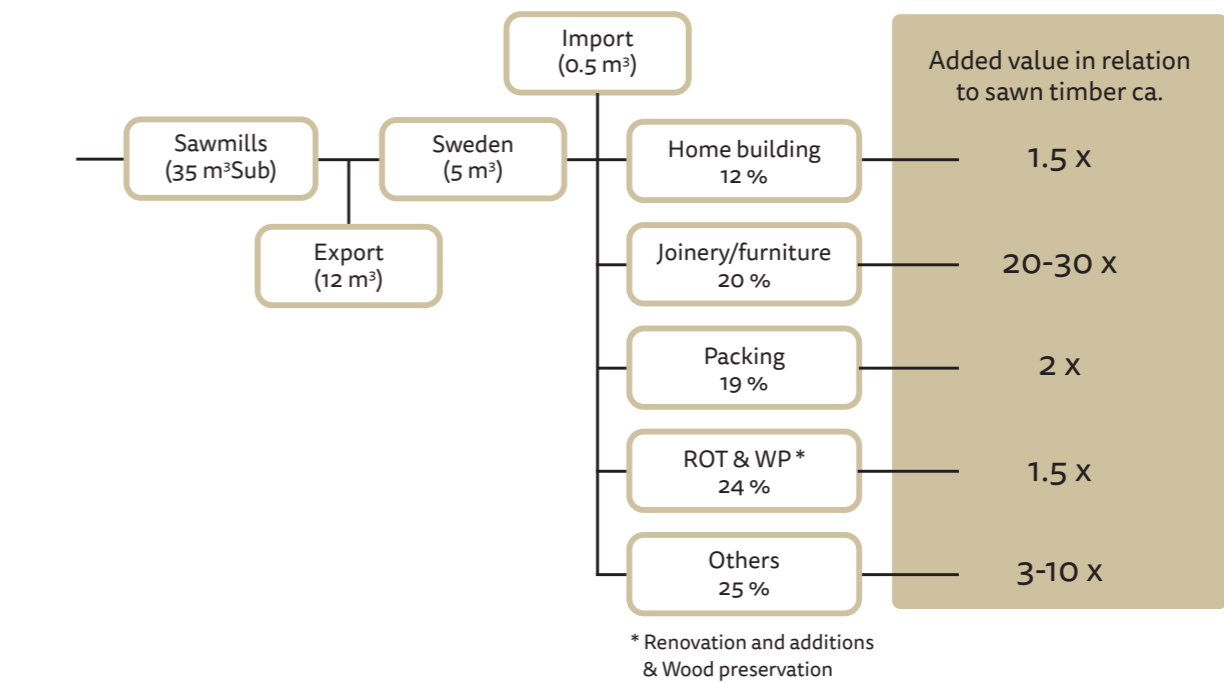 Import
(0.5 m³)
Added value in relation
to sawn timber ca.
Sawmills
(35 m³Sub)
Sweden
(5 m³)
Export
(12 m³)
Home building
12 %
1.5 x
Joinery/furniture
20 %
20-30 x
Packing
19 %
2 x
ROT & WP *
24 %
1.5 x
Others
25 %
3-10 x
* Renovation and additions
& Wood preservation